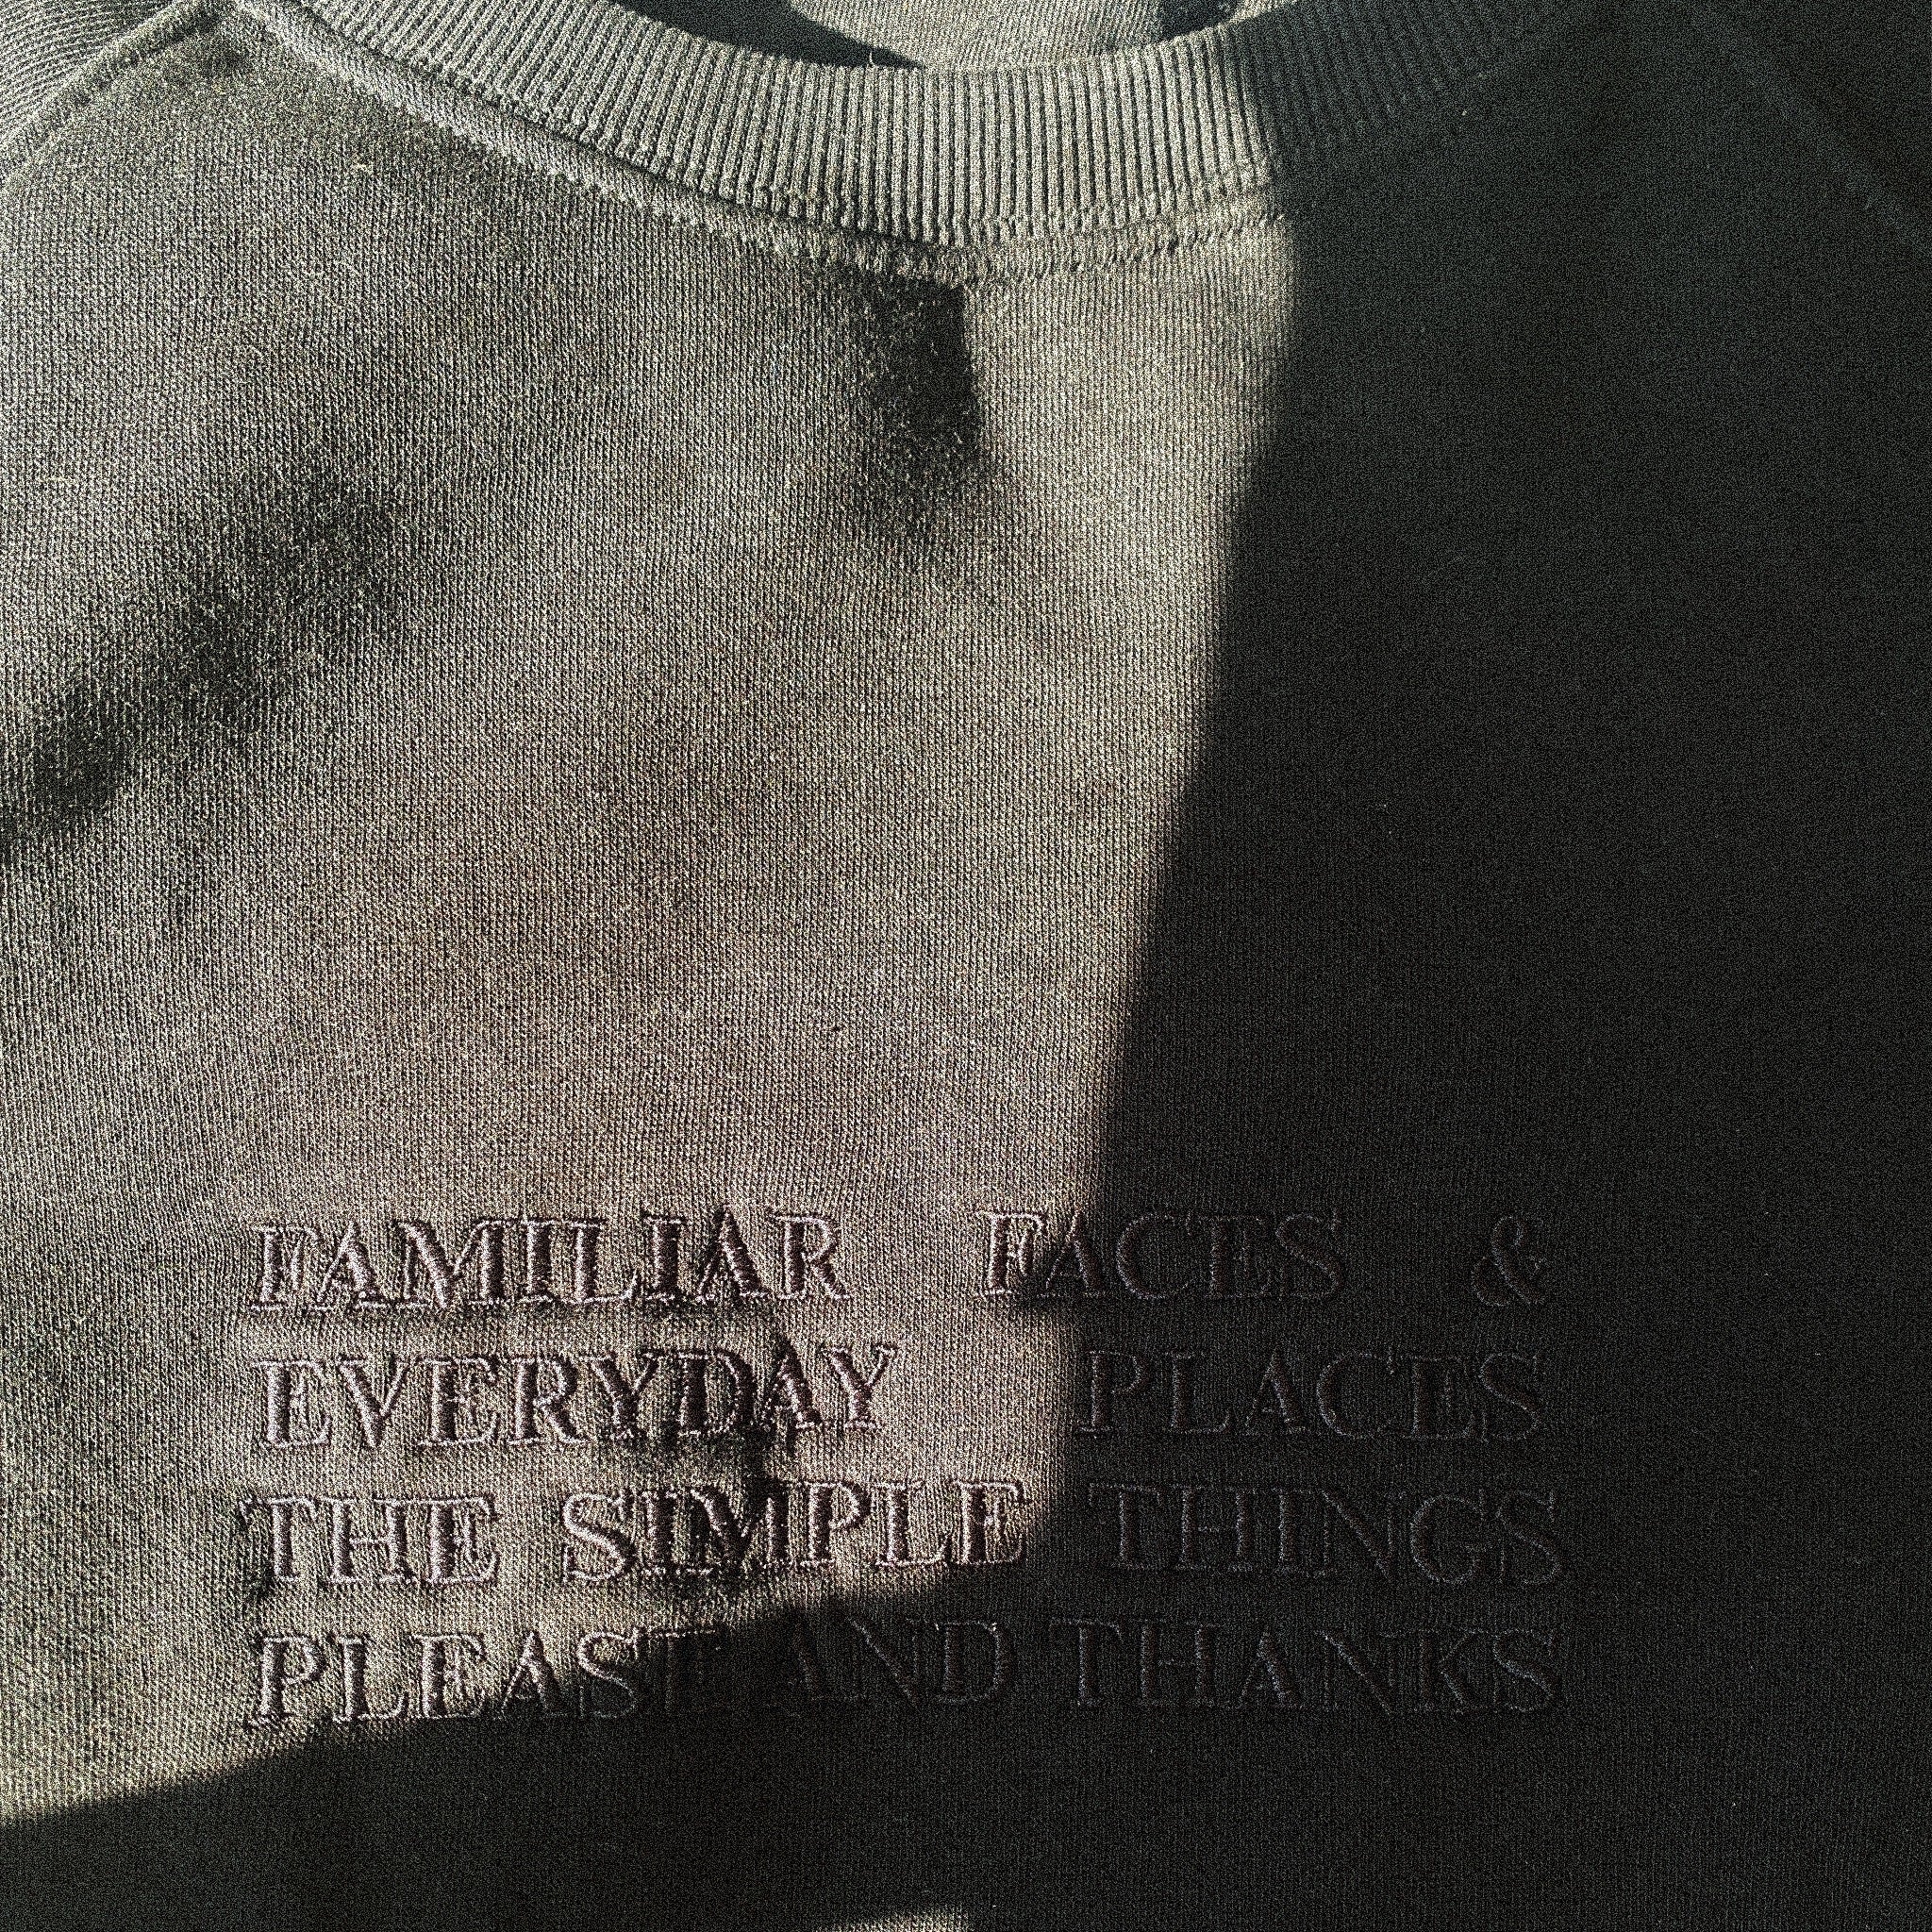 FAMILIAR FACES &
EVERYDAY PLACES
THE SIMPLE THINGS
PLEASE AND THANKS